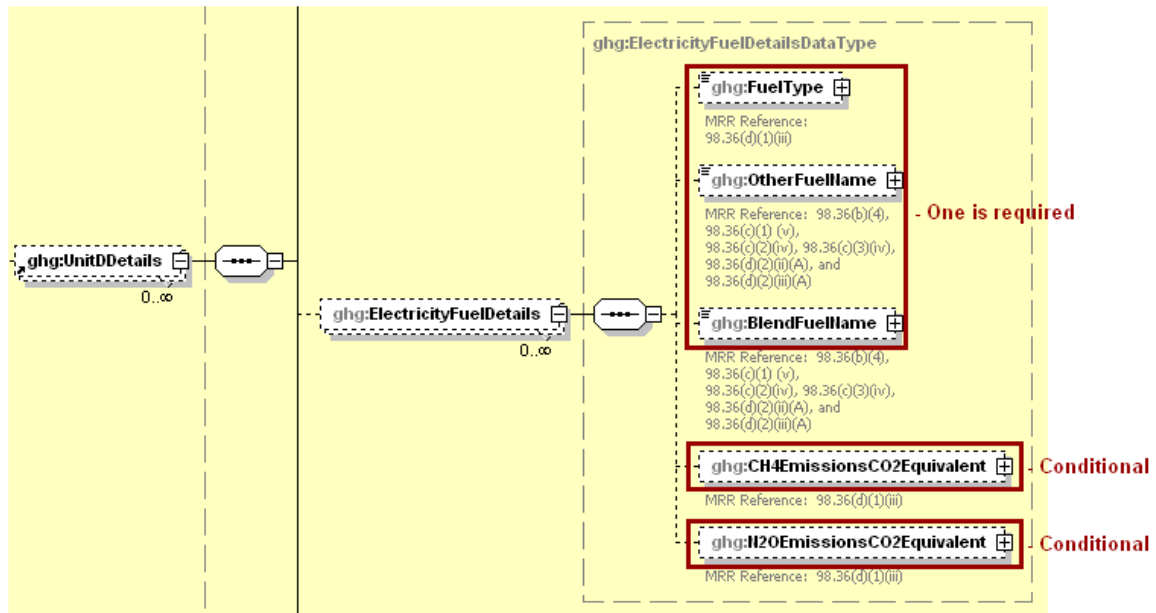 ghg:ElectricityFuelDetailsDataType
ghg:FuelType
MRR Reference:
98.36(d)(1)(iii)
ghg:OtherFuelName
MRR Reference: 98.36(b)(4),
98.36(c)(1) (v),
98.36(c)(2)(iv), 98.36(c)(3)(iv),
98.36(d)(2)(ii)(A), and
98.36(d)(2)(iii)(A)
- One is required
ghg:UnitDDetails
0..∞
ghg:ElectricityFuelDetails
0..∞
ghg:BlendFuelName
MRR Reference: 98.36(b)(4),
98.36(c)(1) (v),
98.36(c)(2)(iv), 98.36(c)(3)(iv),
98.36(d)(2)(ii)(A), and
98.36(d)(2)(iii)(A)
ghg:CH4EmissionsCO2Equivalent
- Conditional
MRR Reference: 98.36(d)(1)(iii)
ghg:N2OEmissionsCO2Equivalent
- Conditional
MRR Reference: 98.36(d)(1)(iii)